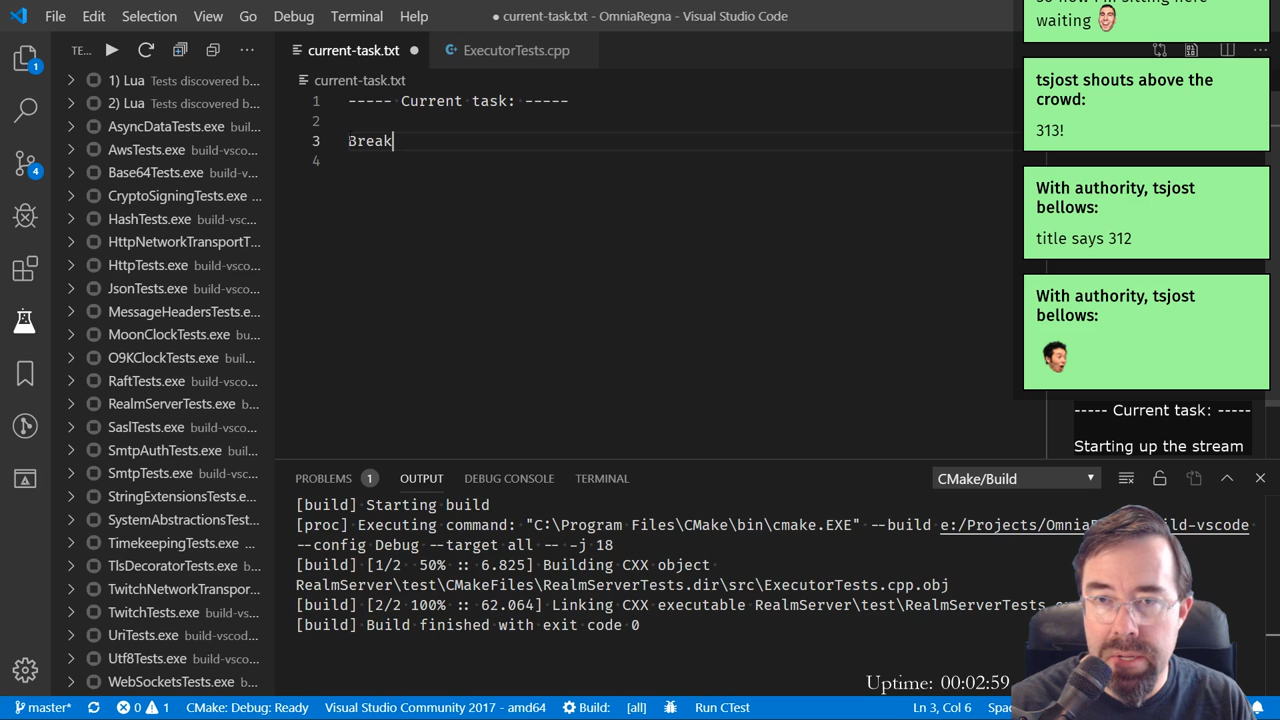 File Edit Selection View Go Debug Terminal Help
● current-task.txt - OmniaRegna - Visual Studio Code
TE...
current-task.txt
ExecutorTests.cpp
1
4
1) Lua Tests discovered b...
2) Lua Tests discovered b...
AsyncDataTests.exe buil...
AwsTests.exe build-vsco...
Base64Tests.exe build-v...
CryptoSigningTests.exe ...
HashTests.exe build-vsc...
HttpNetworkTransportT...
HttpTests.exe build-vsco...
JsonTests.exe build-vsco...
MessageHeadersTests.e...
MoonClockTests.exe bu...
O9KClockTests.exe buil...
RaftTests.exe build-vsco...
RealmServerTests.exe b...
SaslTests.exe build-vsco...
SmtpAuthTests.exe buil...
SmtpTests.exe build-vsc...
StringExtensionsTests.e...
SystemAbstractionsTest...
TimekeepingTests.exe b...
TlsDecoratorTests.exe b...
TwitchNetworkTranspor...
TwitchTests.exe build-v...
UriTests.exe build-vscod...
Utf8Tests.exe build-vsco...
WebSocketsTests.exe b...
current-task.txt
1 ----- Current task: -----
2
3 Break
4
waiting
tsjost shouts above the
crowd:
313!
With authority, tsjost
bellows:
title says 312
With authority, tsjost
bellows:
----- Current task: -----
Starting up the stream
PROBLEMS 1 OUTPUT DEBUG CONSOLE TERMINAL
CMake/Build
[build] Starting build
[proc] Executing command: "C:\Program Files\CMake\bin\cmake.EXE" --build e:/Projects/Omnia ild-vscode
--config Debug --target all -- -j 18
[build] [1/2 50% :: 6.825] Building CXX object
RealmServer\test\CMakeFiles\RealmServerTests.dir\src\ExecutorTests.cpp.obj
[build] [2/2 100% :: 62.064] Linking CXX executable RealmServer\test\RealmServerTests
[build] Build finished with exit code 0
Uptime: 00:02:59
master* 0 1 CMake: Debug: Ready Visual Studio Community 2017 - amd64 Build: [all] Run CTest
Ln 3, Col 6